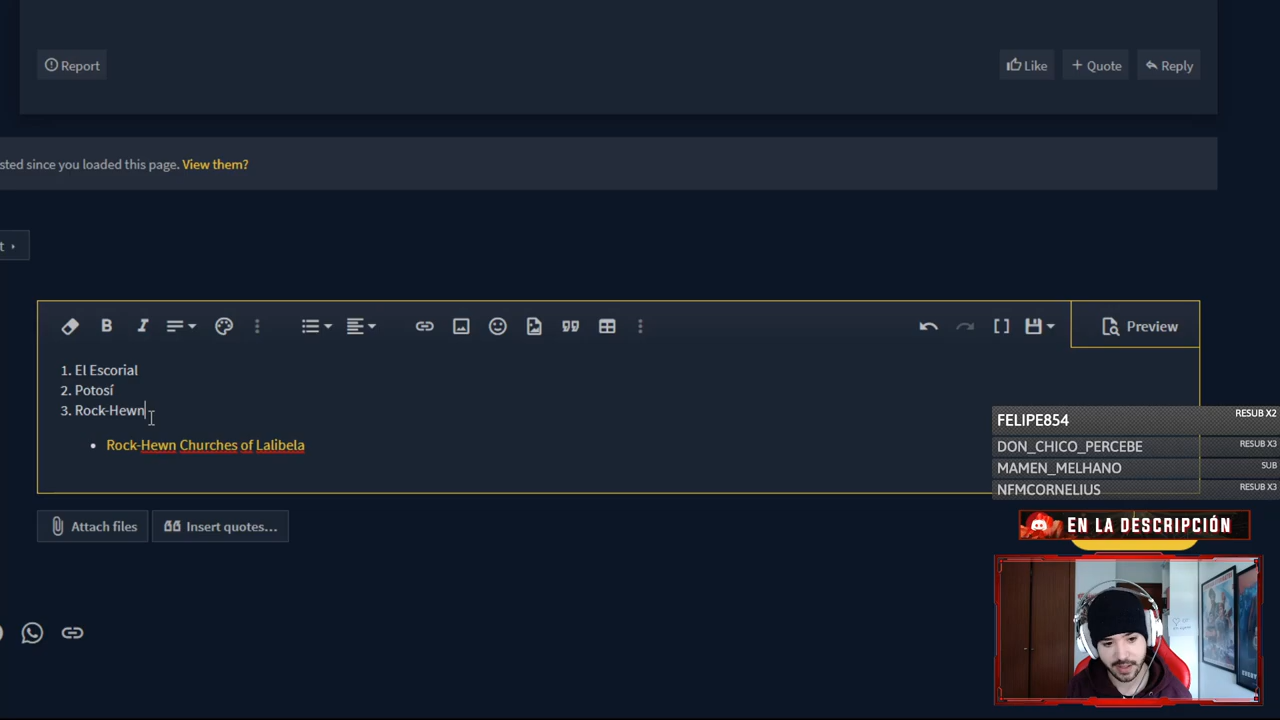 Report
Like
+ Quote
Reply
sted since you loaded this page. View them?
t
B I
Preview
1. El Escorial
2. Potosí
3. Rock-Hewn
• Rock-Hewn Churches of Lalibela
Attach files
Insert quotes...
FELIPE854 RESUB X2
DON_CHICO_PERCEBE RESUB X3
MAMEN_MELHANO SUB
NFMCORNELIUS RESUB X3
EN LA DESCRIPCIÓN